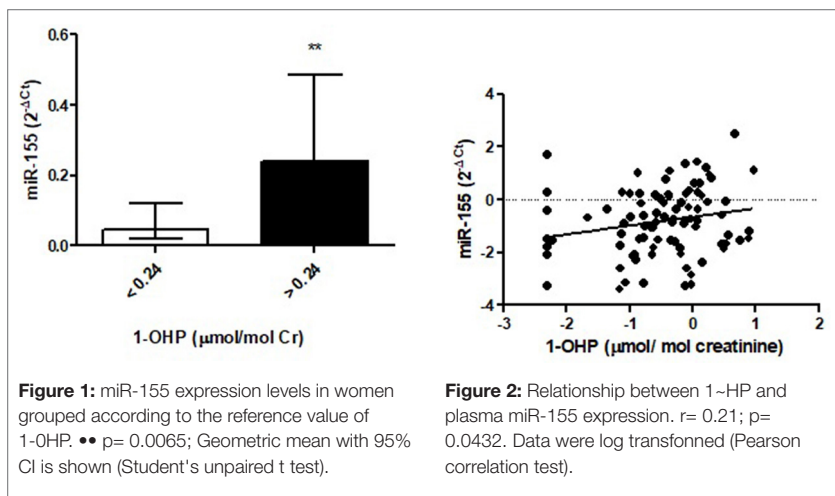 **
0.6
0.4
0.2
0.0
miR-155 (2^-ΔCt)
< 0.24
> 0.24
1-OHP (μmol/mol Cr)
Figure 1: miR-155 expression levels in women
grouped according to the reference value of
1-0HP. •• p= 0.0065; Geometric mean with 95%
CI is shown (Student's unpaired t test).
4
2
0
-2
-4
miR-155 (2^-ΔCt)
-3
-2
-1
0
1
2
1-OHP (μmol/ mol creatinine)
Figure 2: Relationship between 1~HP and
plasma miR-155 expression. r= 0.21; p=
0.0432. Data were log transfonned (Pearson
correlation test).